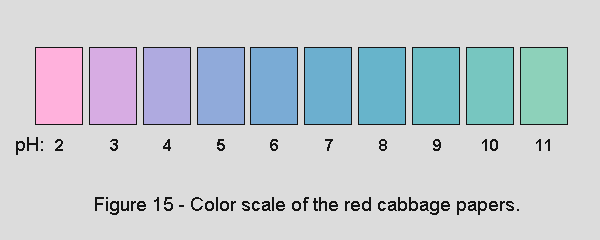 pH: 2 3 4 5 6 7 8 9 10 11
Figure 15 - Color scale of the red cabbage papers.